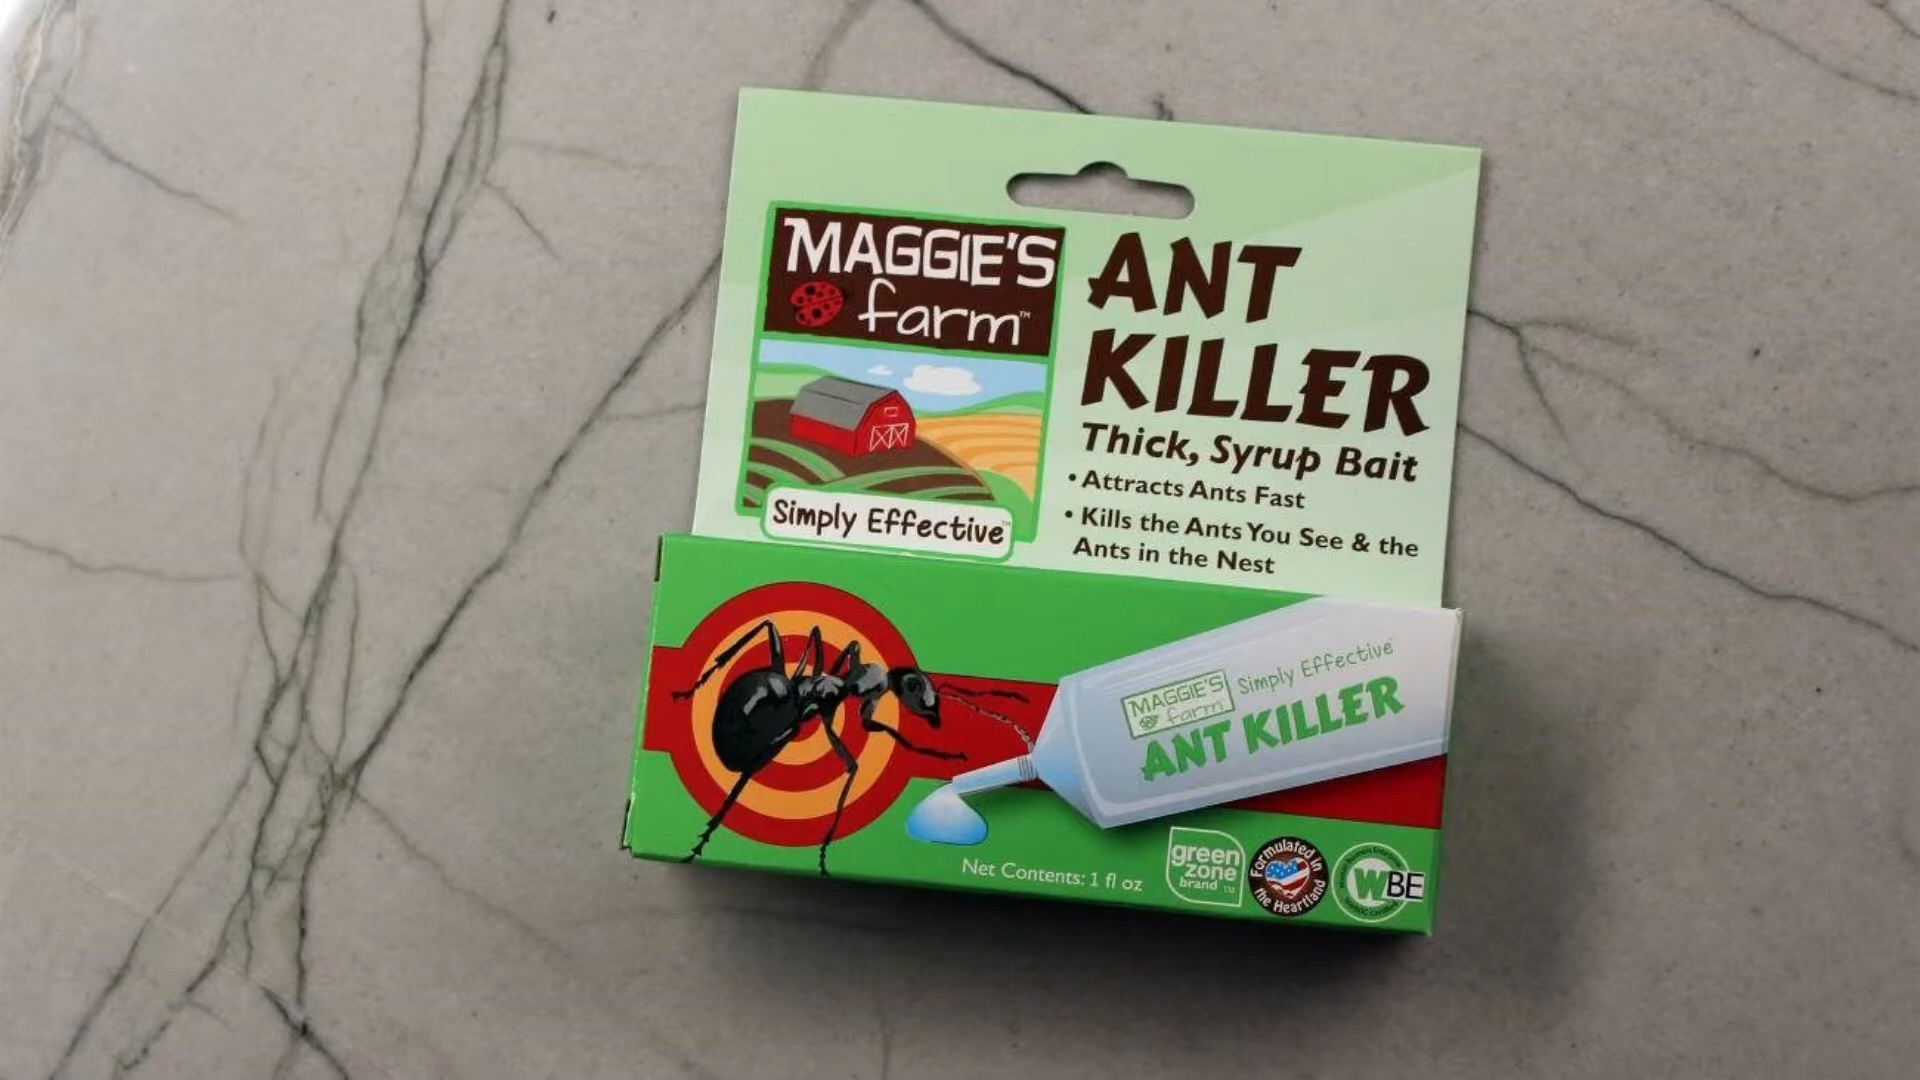 MAGGIE'S
farm™
Simply Effective™
ANT
KILLER
Thick, Syrup Bait
• Attracts Ants Fast
• Kills the Ants You See & the
Ants in the Nest
MAGGIE'S
farm
Simply Effective
ANT KILLER
Net Contents: 1 fl oz
green
zone
brand ™
Formulated in
the Heartland
WBE